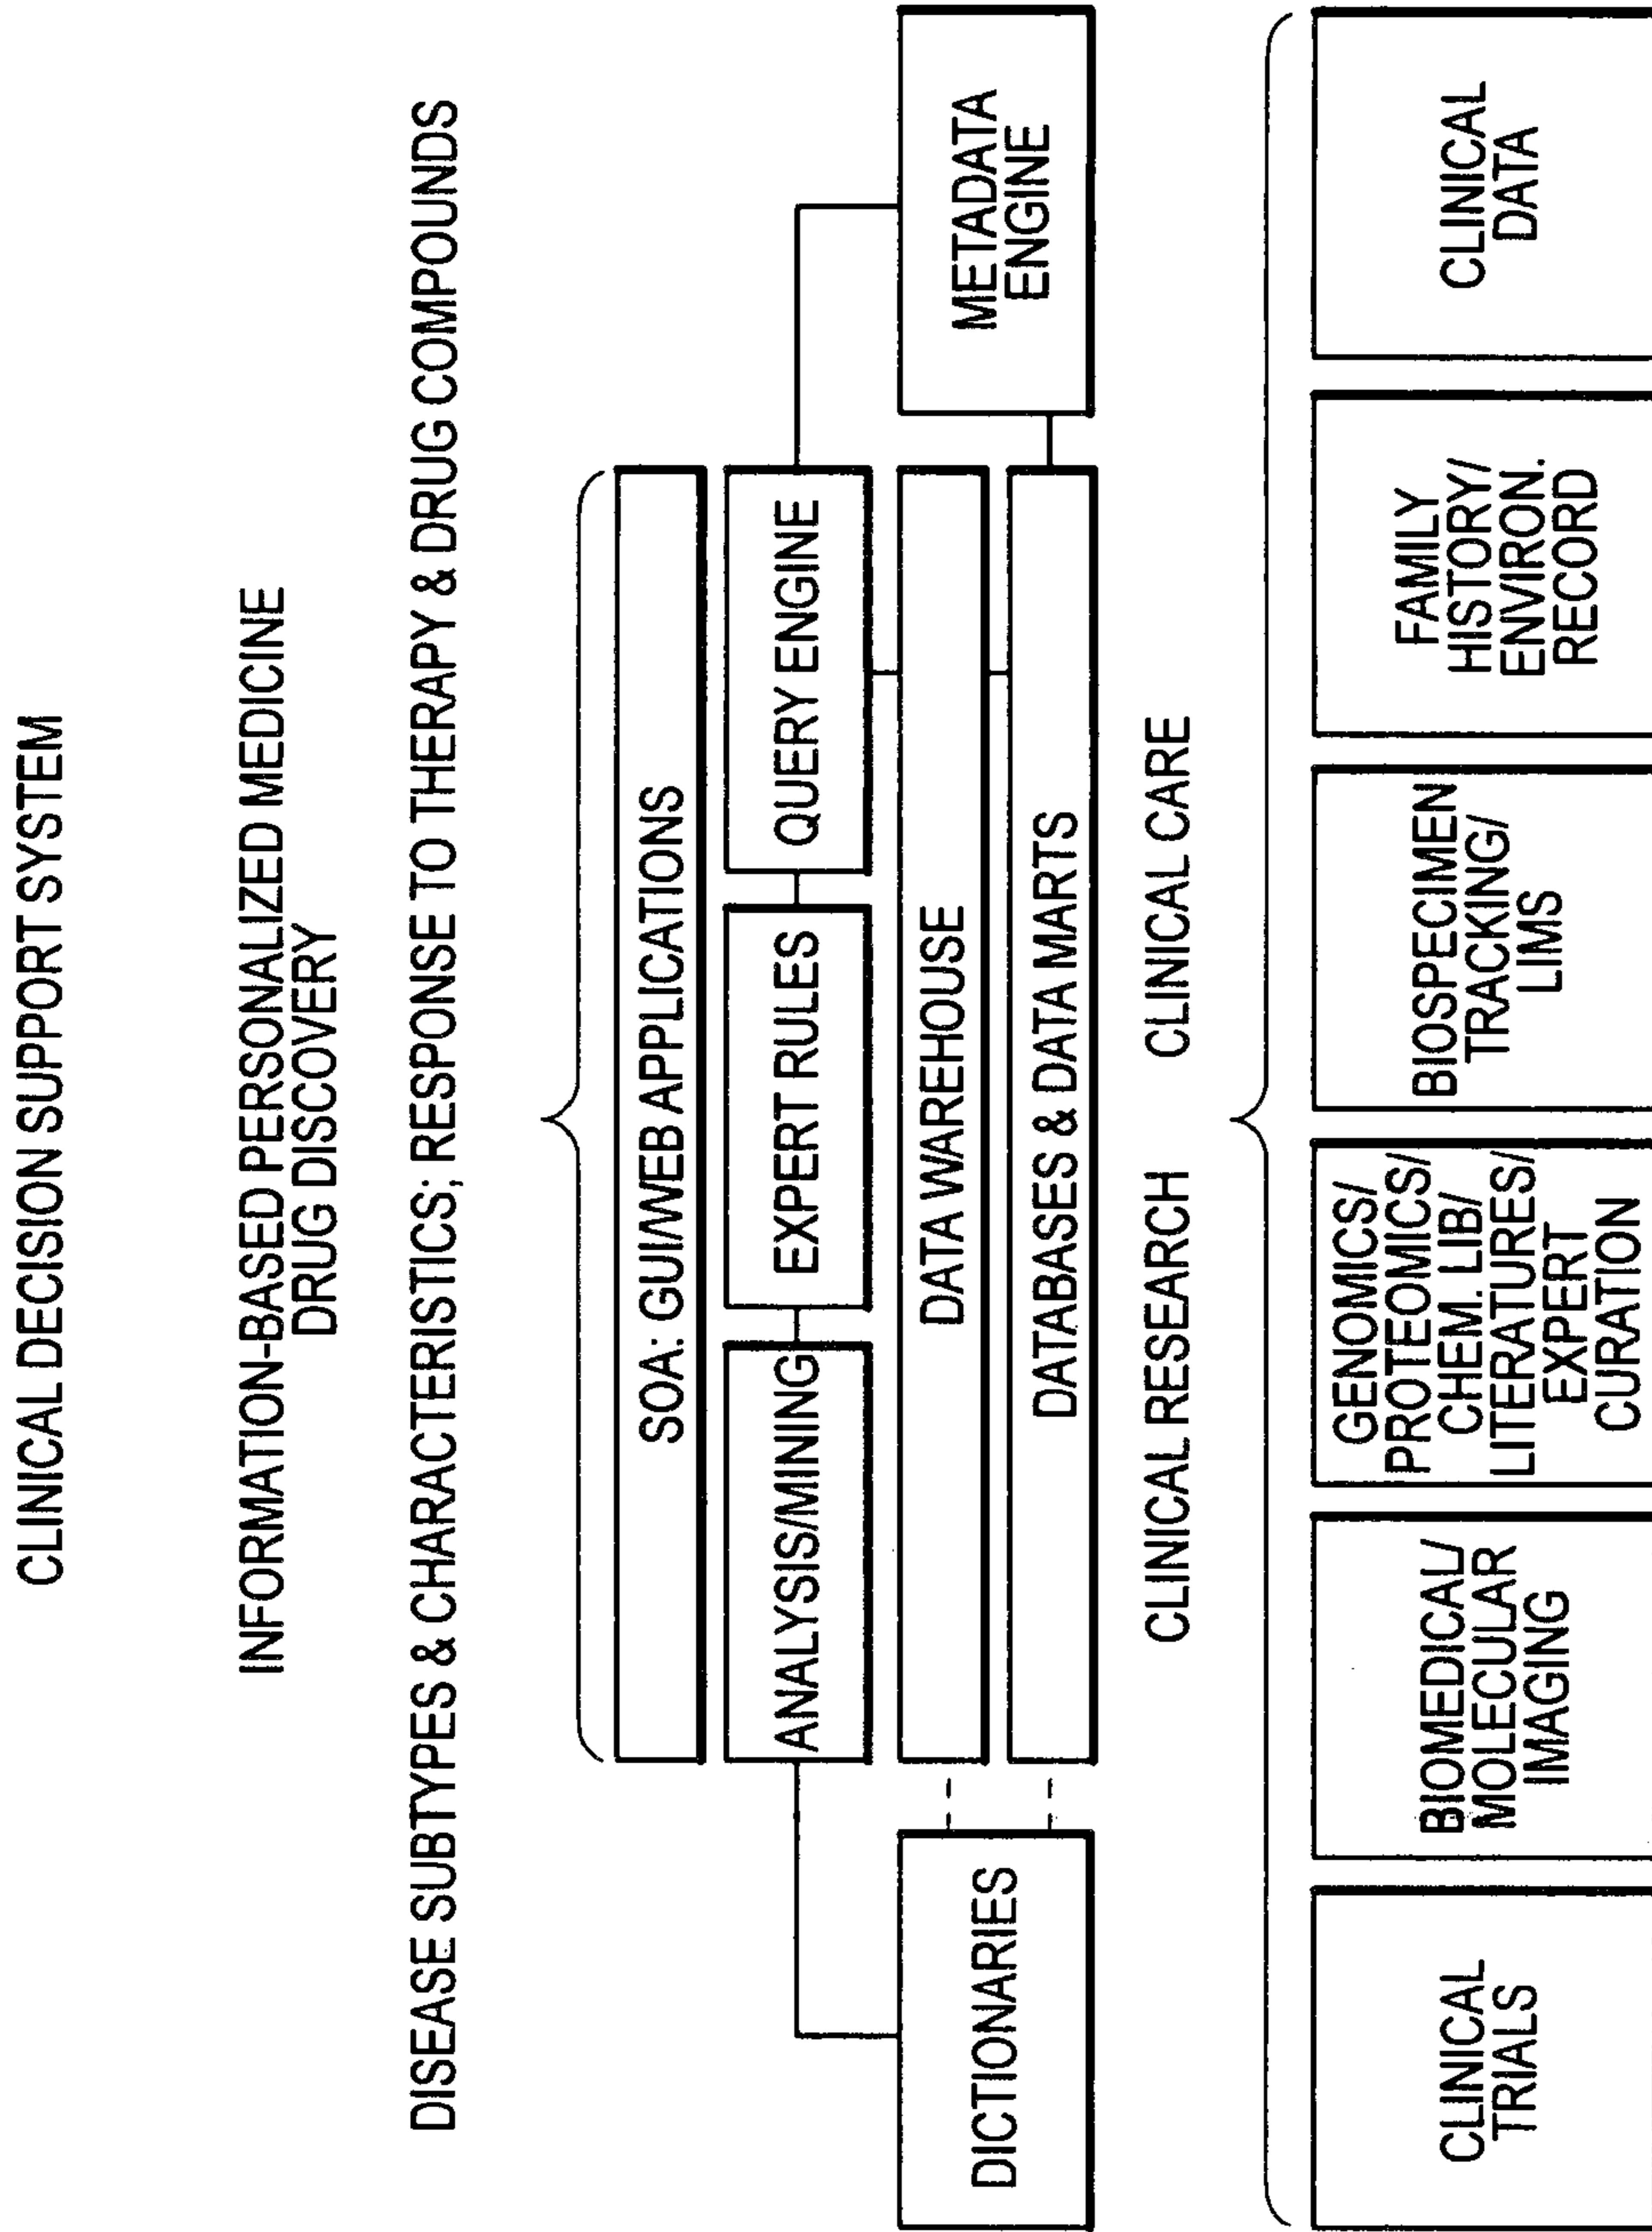 CLINICAL DECISION SUPPORT SYSTEM
INFORMATION-BASED PERSONALIZED MEDICINE
DRUG DISCOVERY
DISEASE SUBTYPES & CHARACTERISTICS; RESPONSE TO THERAPY & DRUG COMPOUNDS
SOA: GUI/WEB APPLICATIONS
ANALYSIS/MINING
EXPERT RULES
QUERY ENGINE
DICTIONARIES
DATA WAREHOUSE
DATABASES & DATA MARTS
METADATA
ENGINE
CLINICAL RESEARCH
CLINICAL CARE
CLINICAL
TRIALS
BIOMEDICAL/
MOLECULAR
IMAGING
GENOMICS/
PROTEOMICS/
CHEM. LIB/
LITERATURES/
EXPERT
CURATION
BIOSPECIMEN
TRACKING/
LIMS
FAMILY
HISTORY/
ENVIRON.
RECORD
CLINICAL
DATA